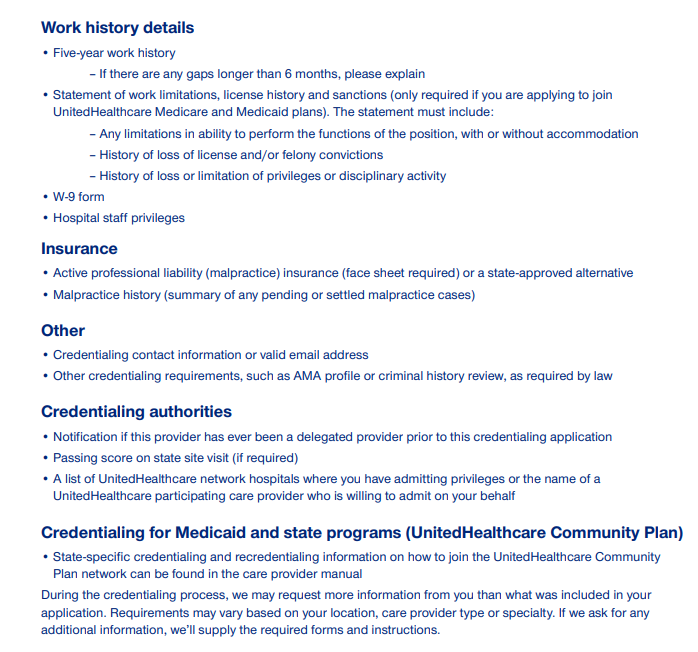 Work history details
• Five-year work history
– If there are any gaps longer than 6 months, please explain
• Statement of work limitations, license history and sanctions (only required if you are applying to join
UnitedHealthcare Medicare and Medicaid plans). The statement must include:
– Any limitations in ability to perform the functions of the position, with or without accommodation
– History of loss of license and/or felony convictions
– History of loss or limitation of privileges or disciplinary activity
• W-9 form
• Hospital staff privileges
Insurance
• Active professional liability (malpractice) insurance (face sheet required) or a state-approved alternative
• Malpractice history (summary of any pending or settled malpractice cases)
Other
• Credentialing contact information or valid email address
• Other credentialing requirements, such as AMA profile or criminal history review, as required by law
Credentialing authorities
• Notification if this provider has ever been a delegated provider prior to this credentialing application
• Passing score on state site visit (if required)
• A list of UnitedHealthcare network hospitals where you have admitting privileges or the name of a
UnitedHealthcare participating care provider who is willing to admit on your behalf
Credentialing for Medicaid and state programs (UnitedHealthcare Community Plan)
• State-specific credentialing and recredentialing information on how to join the UnitedHealthcare Community
Plan network can be found in the care provider manual
During the credentialing process, we may request more information from you than what was included in your
application. Requirements may vary based on your location, care provider type or specialty. If we ask for any
additional information, we’ll supply the required forms and instructions.